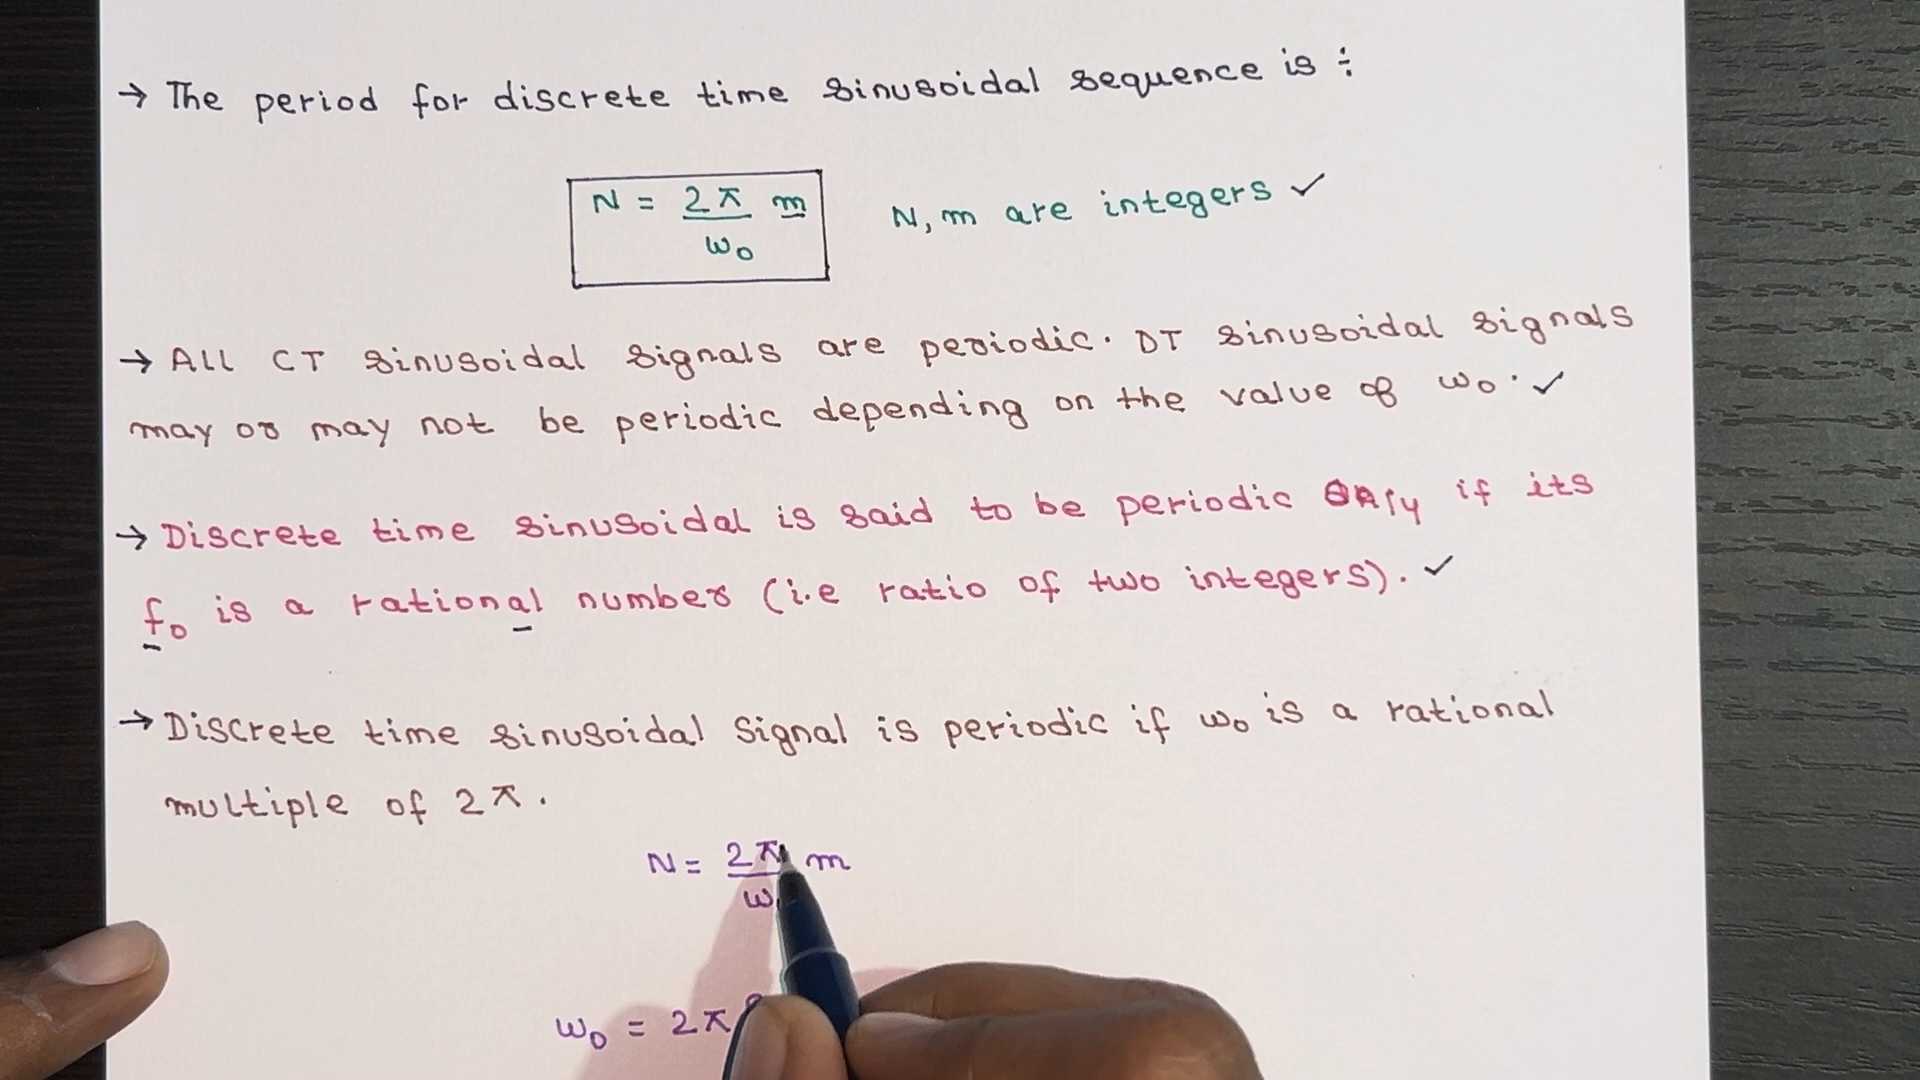 → The period for discrete time sinusoidal sequence is :
N = 2π/ω₀ m    N, m are integers ✓
→ All CT sinusoidal signals are periodic. DT sinusoidal signals
may or may not be periodic depending on the value of ω₀. ✓
→ Discrete time sinusoidal is said to be periodic only if its
f₀ is a rational number (i.e ratio of two integers). ✓
→ Discrete time sinusoidal signal is periodic if ω₀ is a rational
multiple of 2π.
N = 2π/ω m
ω₀ = 2π